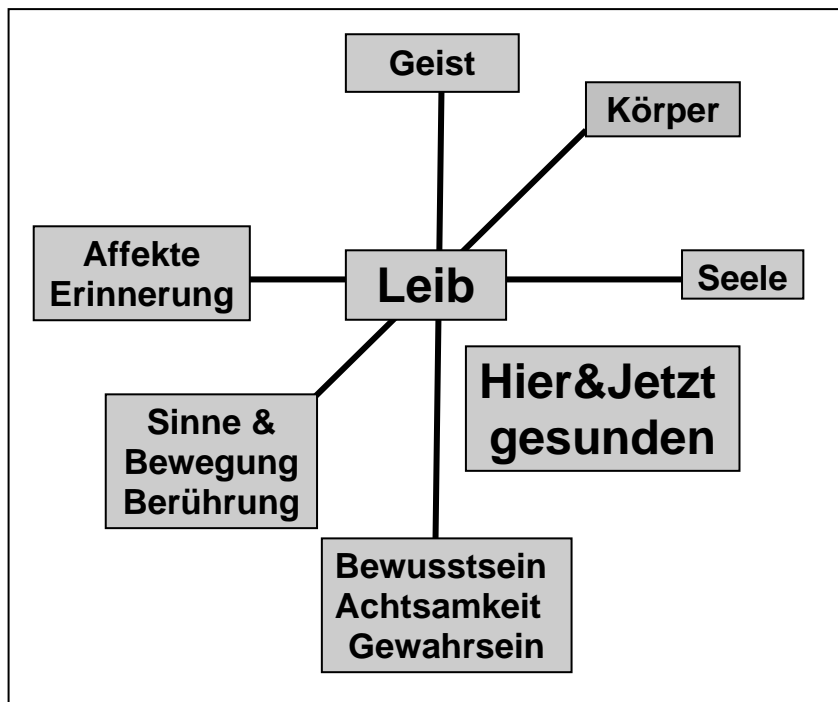 Geist
Körper
Affekte
Erinnerung
Leib
Seele
Hier&Jetzt
gesunden
Sinne &
Bewegung
Berührung
Bewusstsein
Achtsamkeit
Gewahrsein